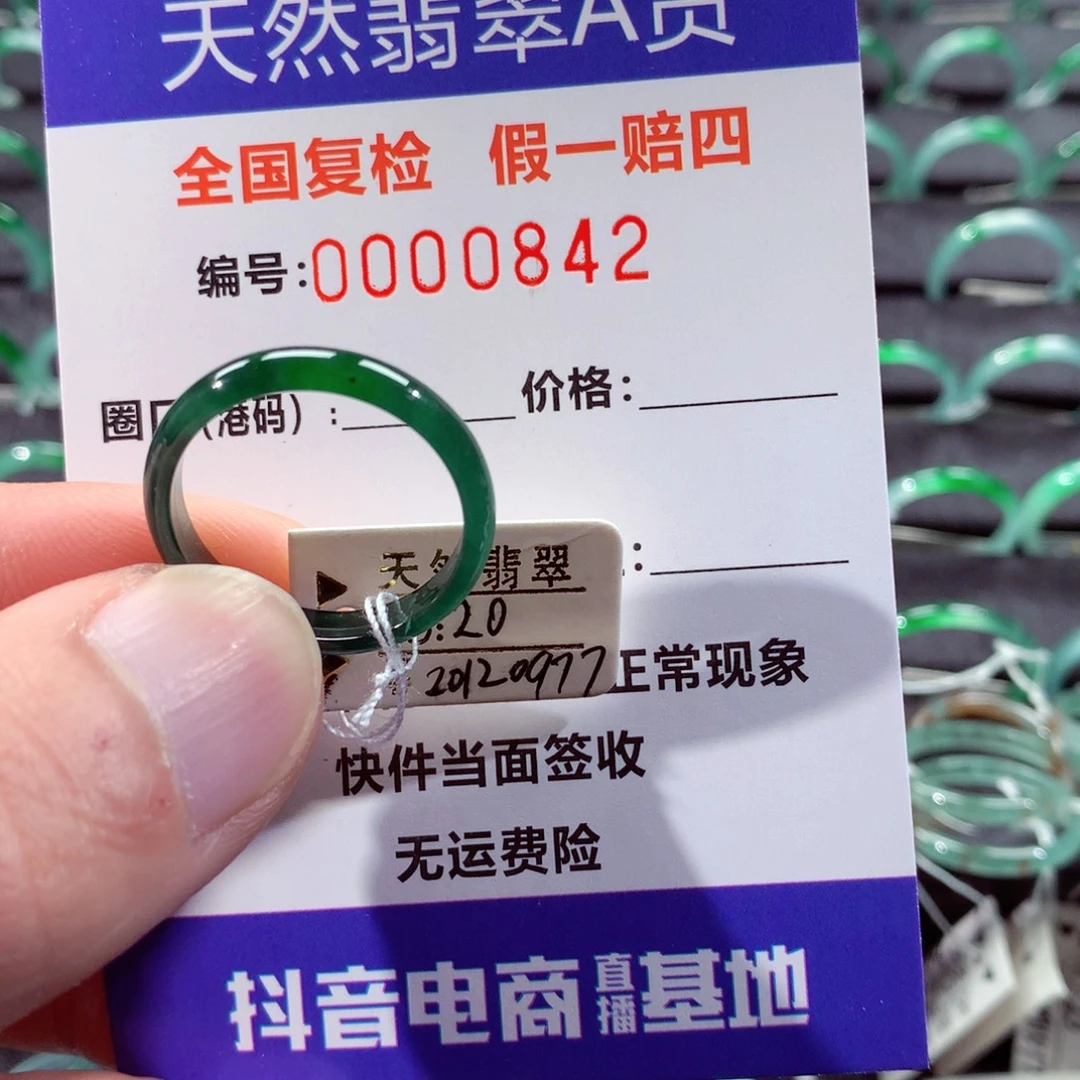 天然翡翠A货
全国复检 假一赔四
编号:0000842
圈口(港码):
价格:
:
天然翡翠
:20
20120977
正常现象
快件当面签收
无运费险
抖音电商直播基地